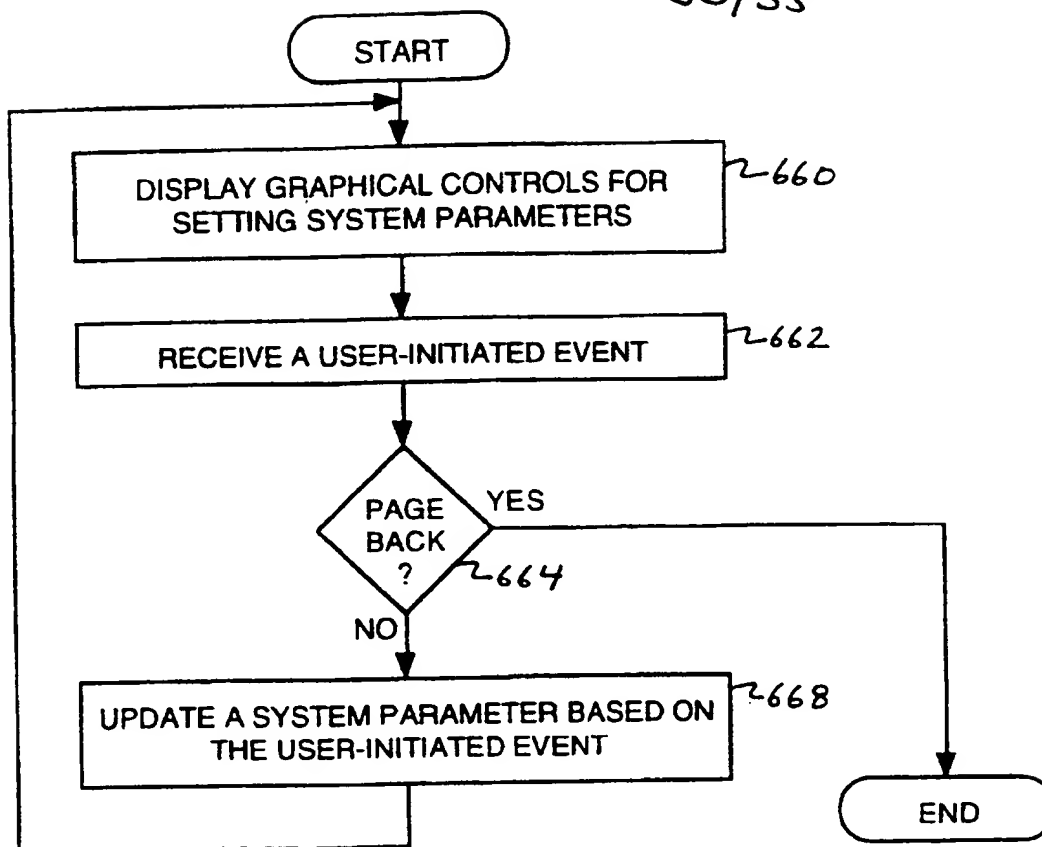 START
DISPLAY GRAPHICAL CONTROLS FOR
SETTING SYSTEM PARAMETERS
660
RECEIVE A USER-INITIATED EVENT
662
PAGE
BACK
?
YES
664
NO
UPDATE A SYSTEM PARAMETER BASED ON
THE USER-INITIATED EVENT
668
END